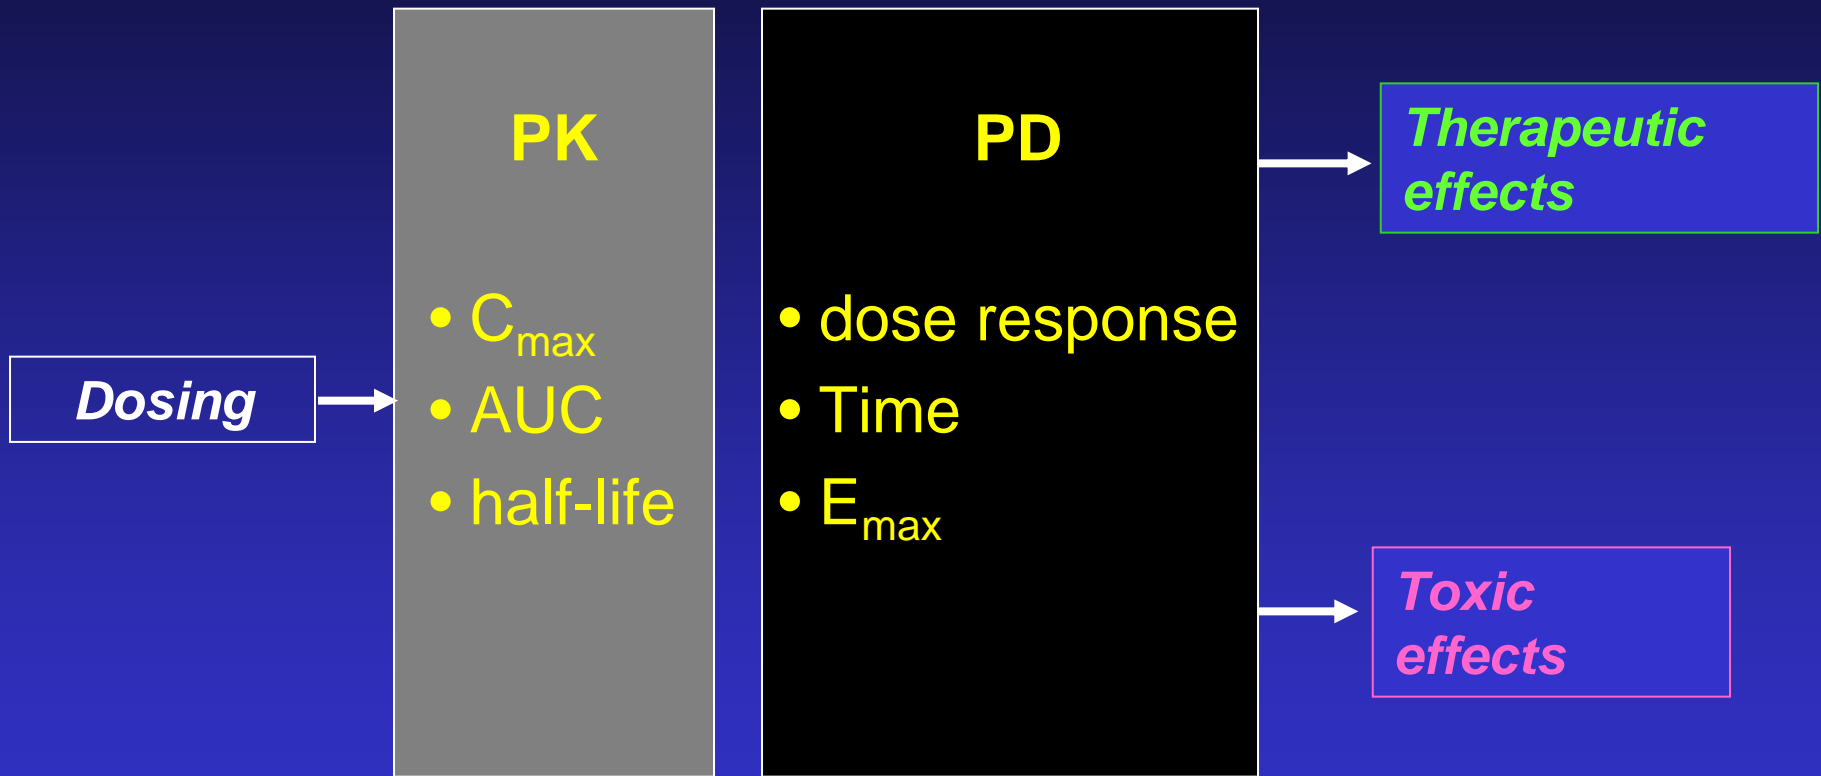 Dosing
PK
• Cmax
• AUC
• half-life
PD
• dose response
• Time
• Emax
Therapeutic
effects
Toxic
effects